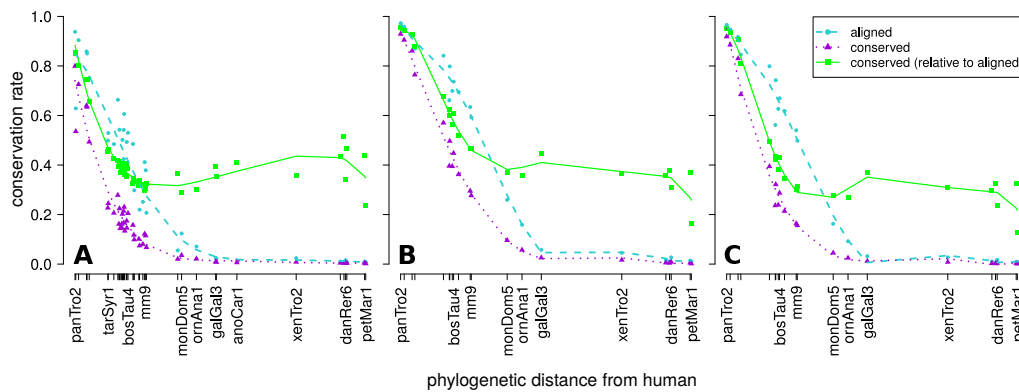 conservation rate
1.0
0.8
0.6
0.4
0.2
0.0
A
B
C
aligned
conserved
conserved (relative to aligned)
panTro2
tarSyr1
bosTau4
mm9
monDom5
ornAna1
galGal3
anoCar1
xenTro2
danRer6
petMar1
panTro2
bosTau4
mm9
monDom5
ornAna1
galGal3
xenTro2
danRer6
petMar1
panTro2
bosTau4
mm9
monDom5
ornAna1
galGal3
xenTro2
danRer6
petMar1
phylogenetic distance from human